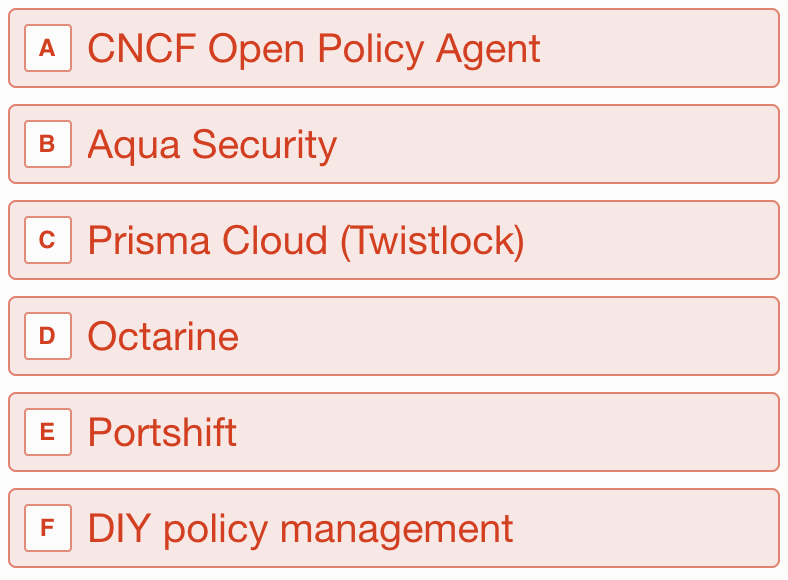 A CNCF Open Policy Agent
B Aqua Security
C Prisma Cloud (Twistlock)
D Octarine
E Portshift
F DIY policy management